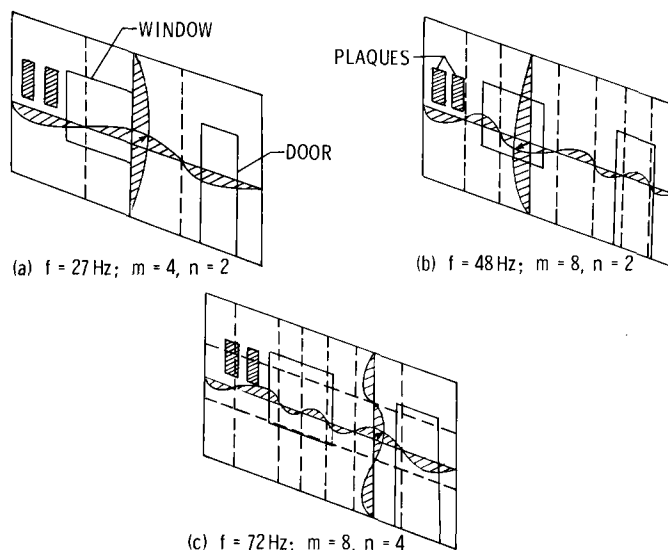 WINDOW
DOOR
(a) f = 27 Hz; m = 4, n = 2
PLAQUES
(b) f = 48 Hz; m = 8, n = 2
(c) f = 72 Hz; m = 8, n = 4